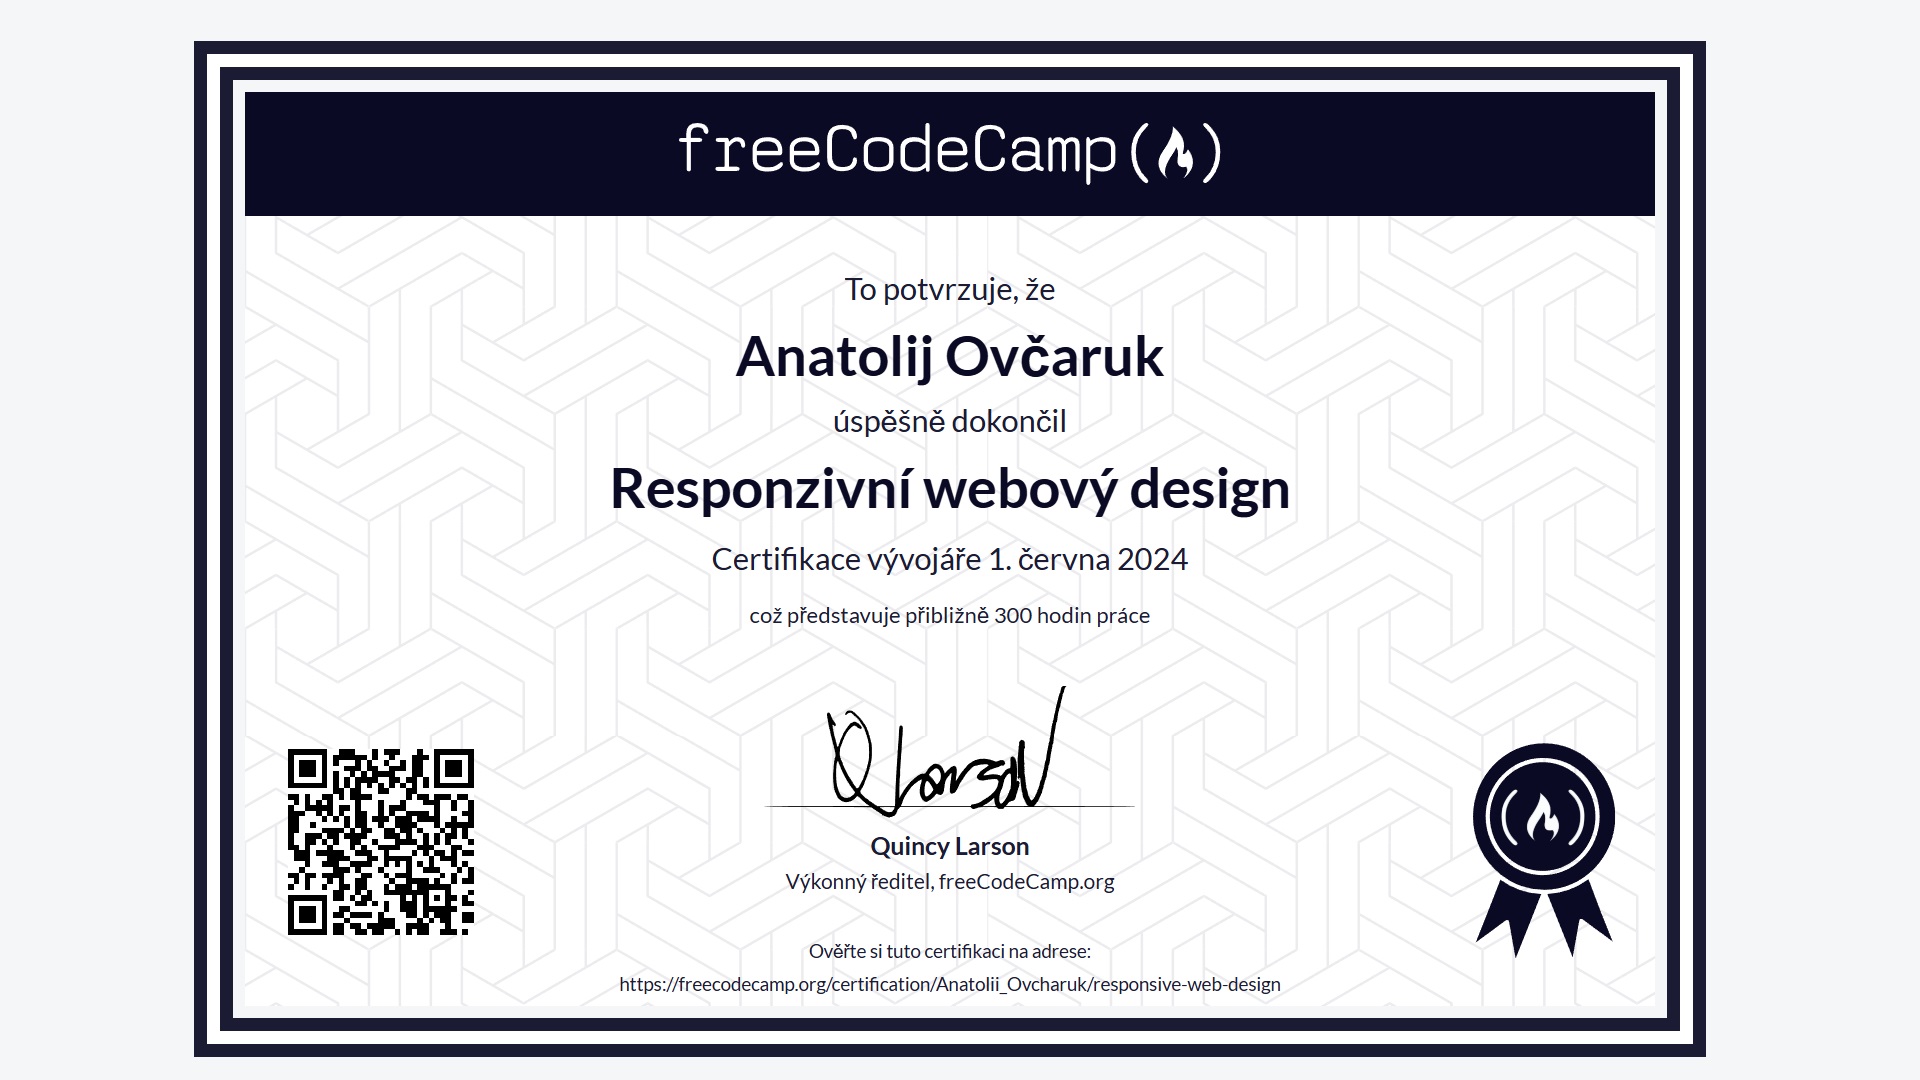 freeCodeCamp
To potvrzuje, že
Anatolij Ovčaruk
úspěšně dokončil
Responzivní webový design
Certifikace vývojáře 1. června 2024
což představuje přibližně 300 hodin práce
Quincy Larson
Výkonný ředitel, freeCodeCamp.org
Ověřte si tuto certifikaci na adrese:
https://freecodecamp.org/certification/Anatolii_Ovcharuk/responsive-web-design